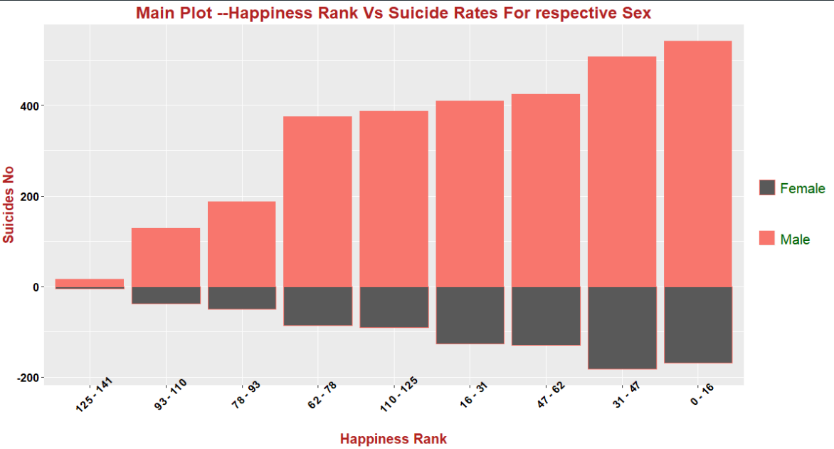 Main Plot --Happiness Rank Vs Suicide Rates For respective Sex
Suicides No
400
200
0
-200
125 - 141
93 - 110
78 - 93
62 - 78
110 - 125
16 - 31
47 - 62
31 - 47
0 - 16
Happiness Rank
Female
Male